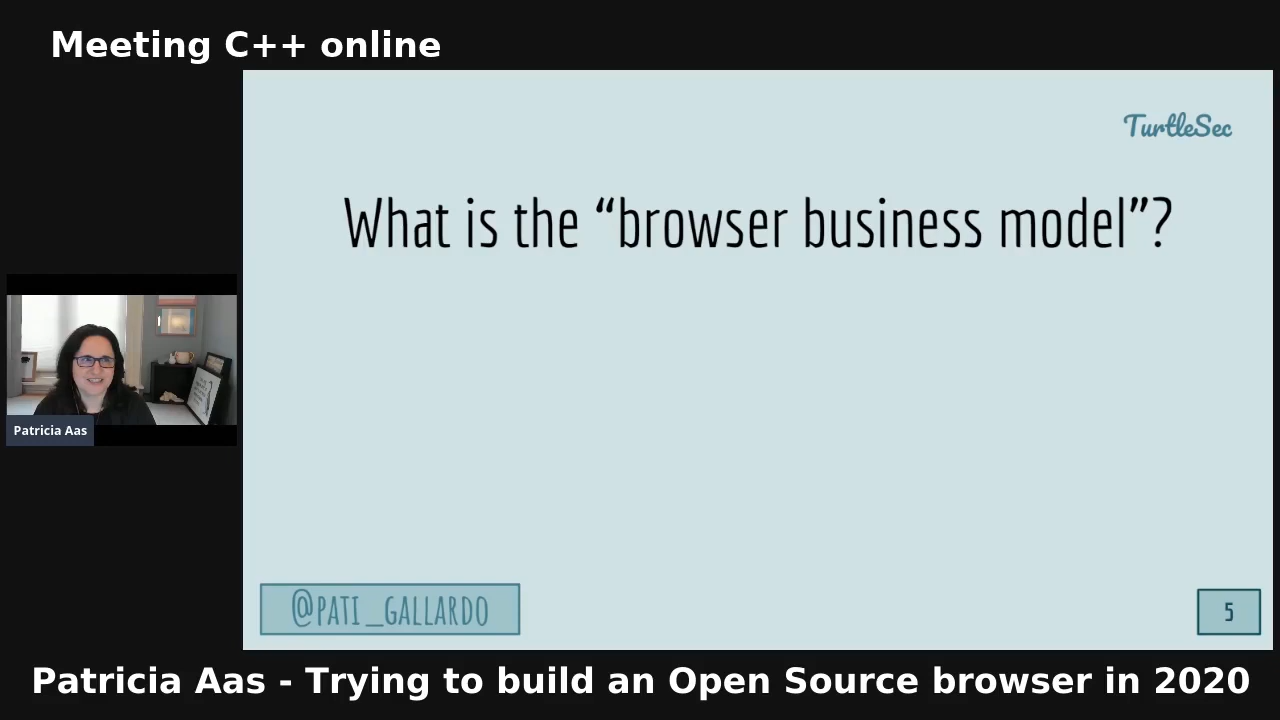 Meeting C++ online
TurtleSec
What is the “browser business model”?
Patricia Aas
@PATI_GALLARDO
5
Patricia Aas - Trying to build an Open Source browser in 2020